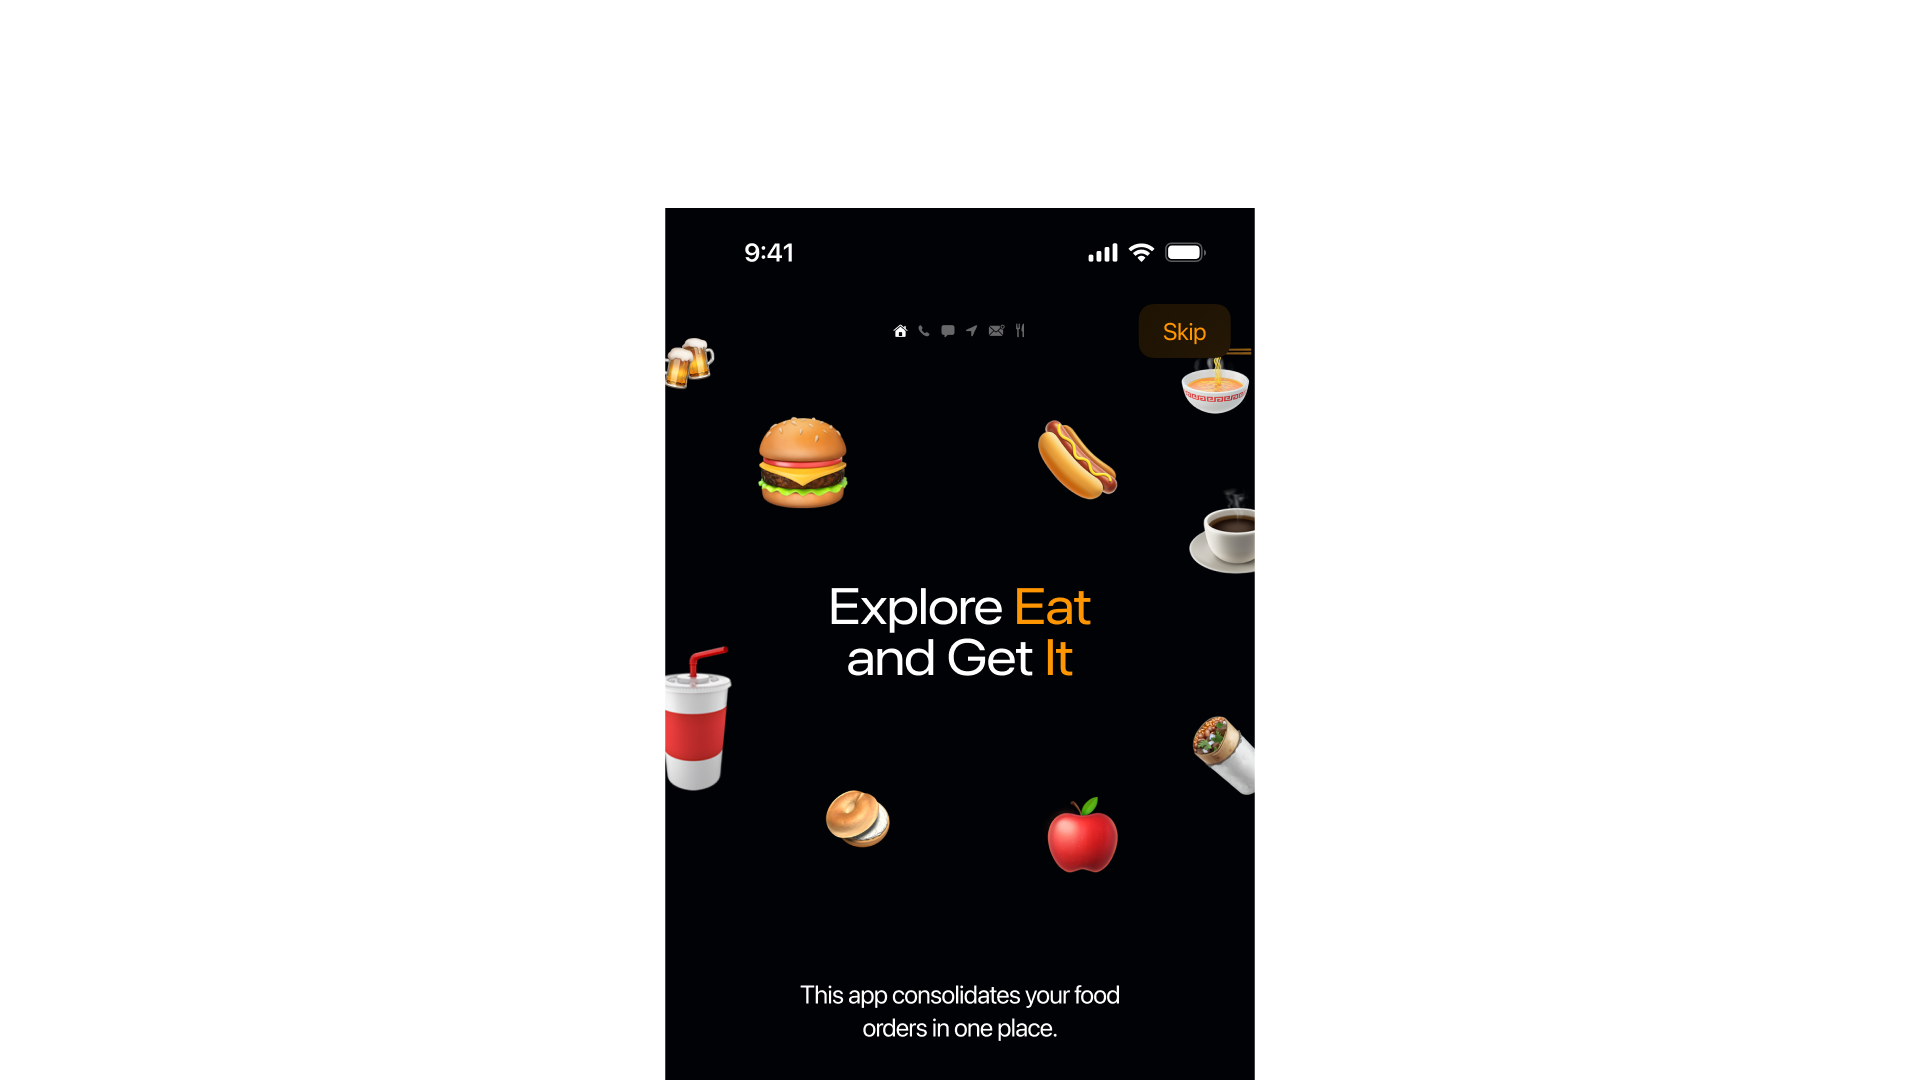 9:41
Skip
Explore Eat
and Get It
This app consolidates your food
orders in one place.